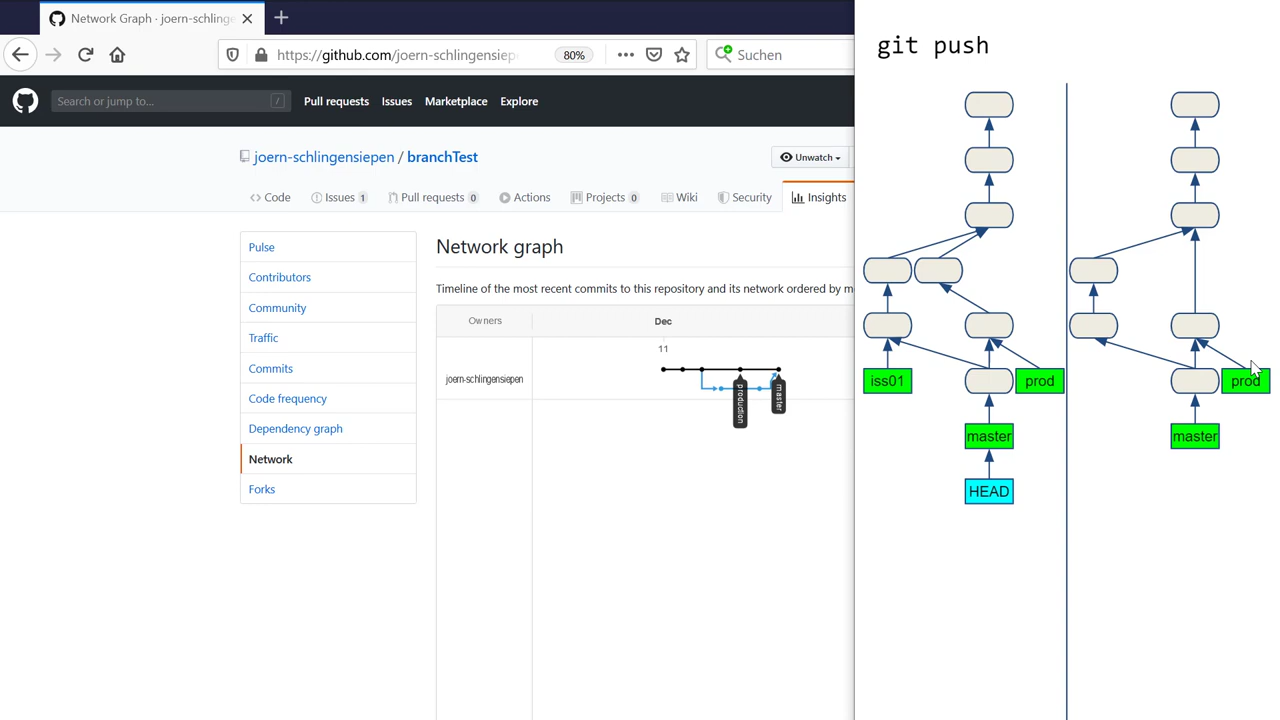 Network Graph · joern-schlinge
https://github.com/joern-schlingensiep
80%
Suchen
Search or jump to...
/
Pull requests
Issues
Marketplace
Explore
joern-schlingensiepen / branchTest
Unwatch
Code
Issues 1
Pull requests 0
Actions
Projects 0
Wiki
Security
Insights
Pulse
Contributors
Community
Traffic
Commits
Code frequency
Dependency graph
Network
Forks
Network graph
Timeline of the most recent commits to this repository and its network ordered by m
Owners
Dec
11
joern-schlingensiepen
production
master
git push
iss01
prod
master
HEAD
prod
master